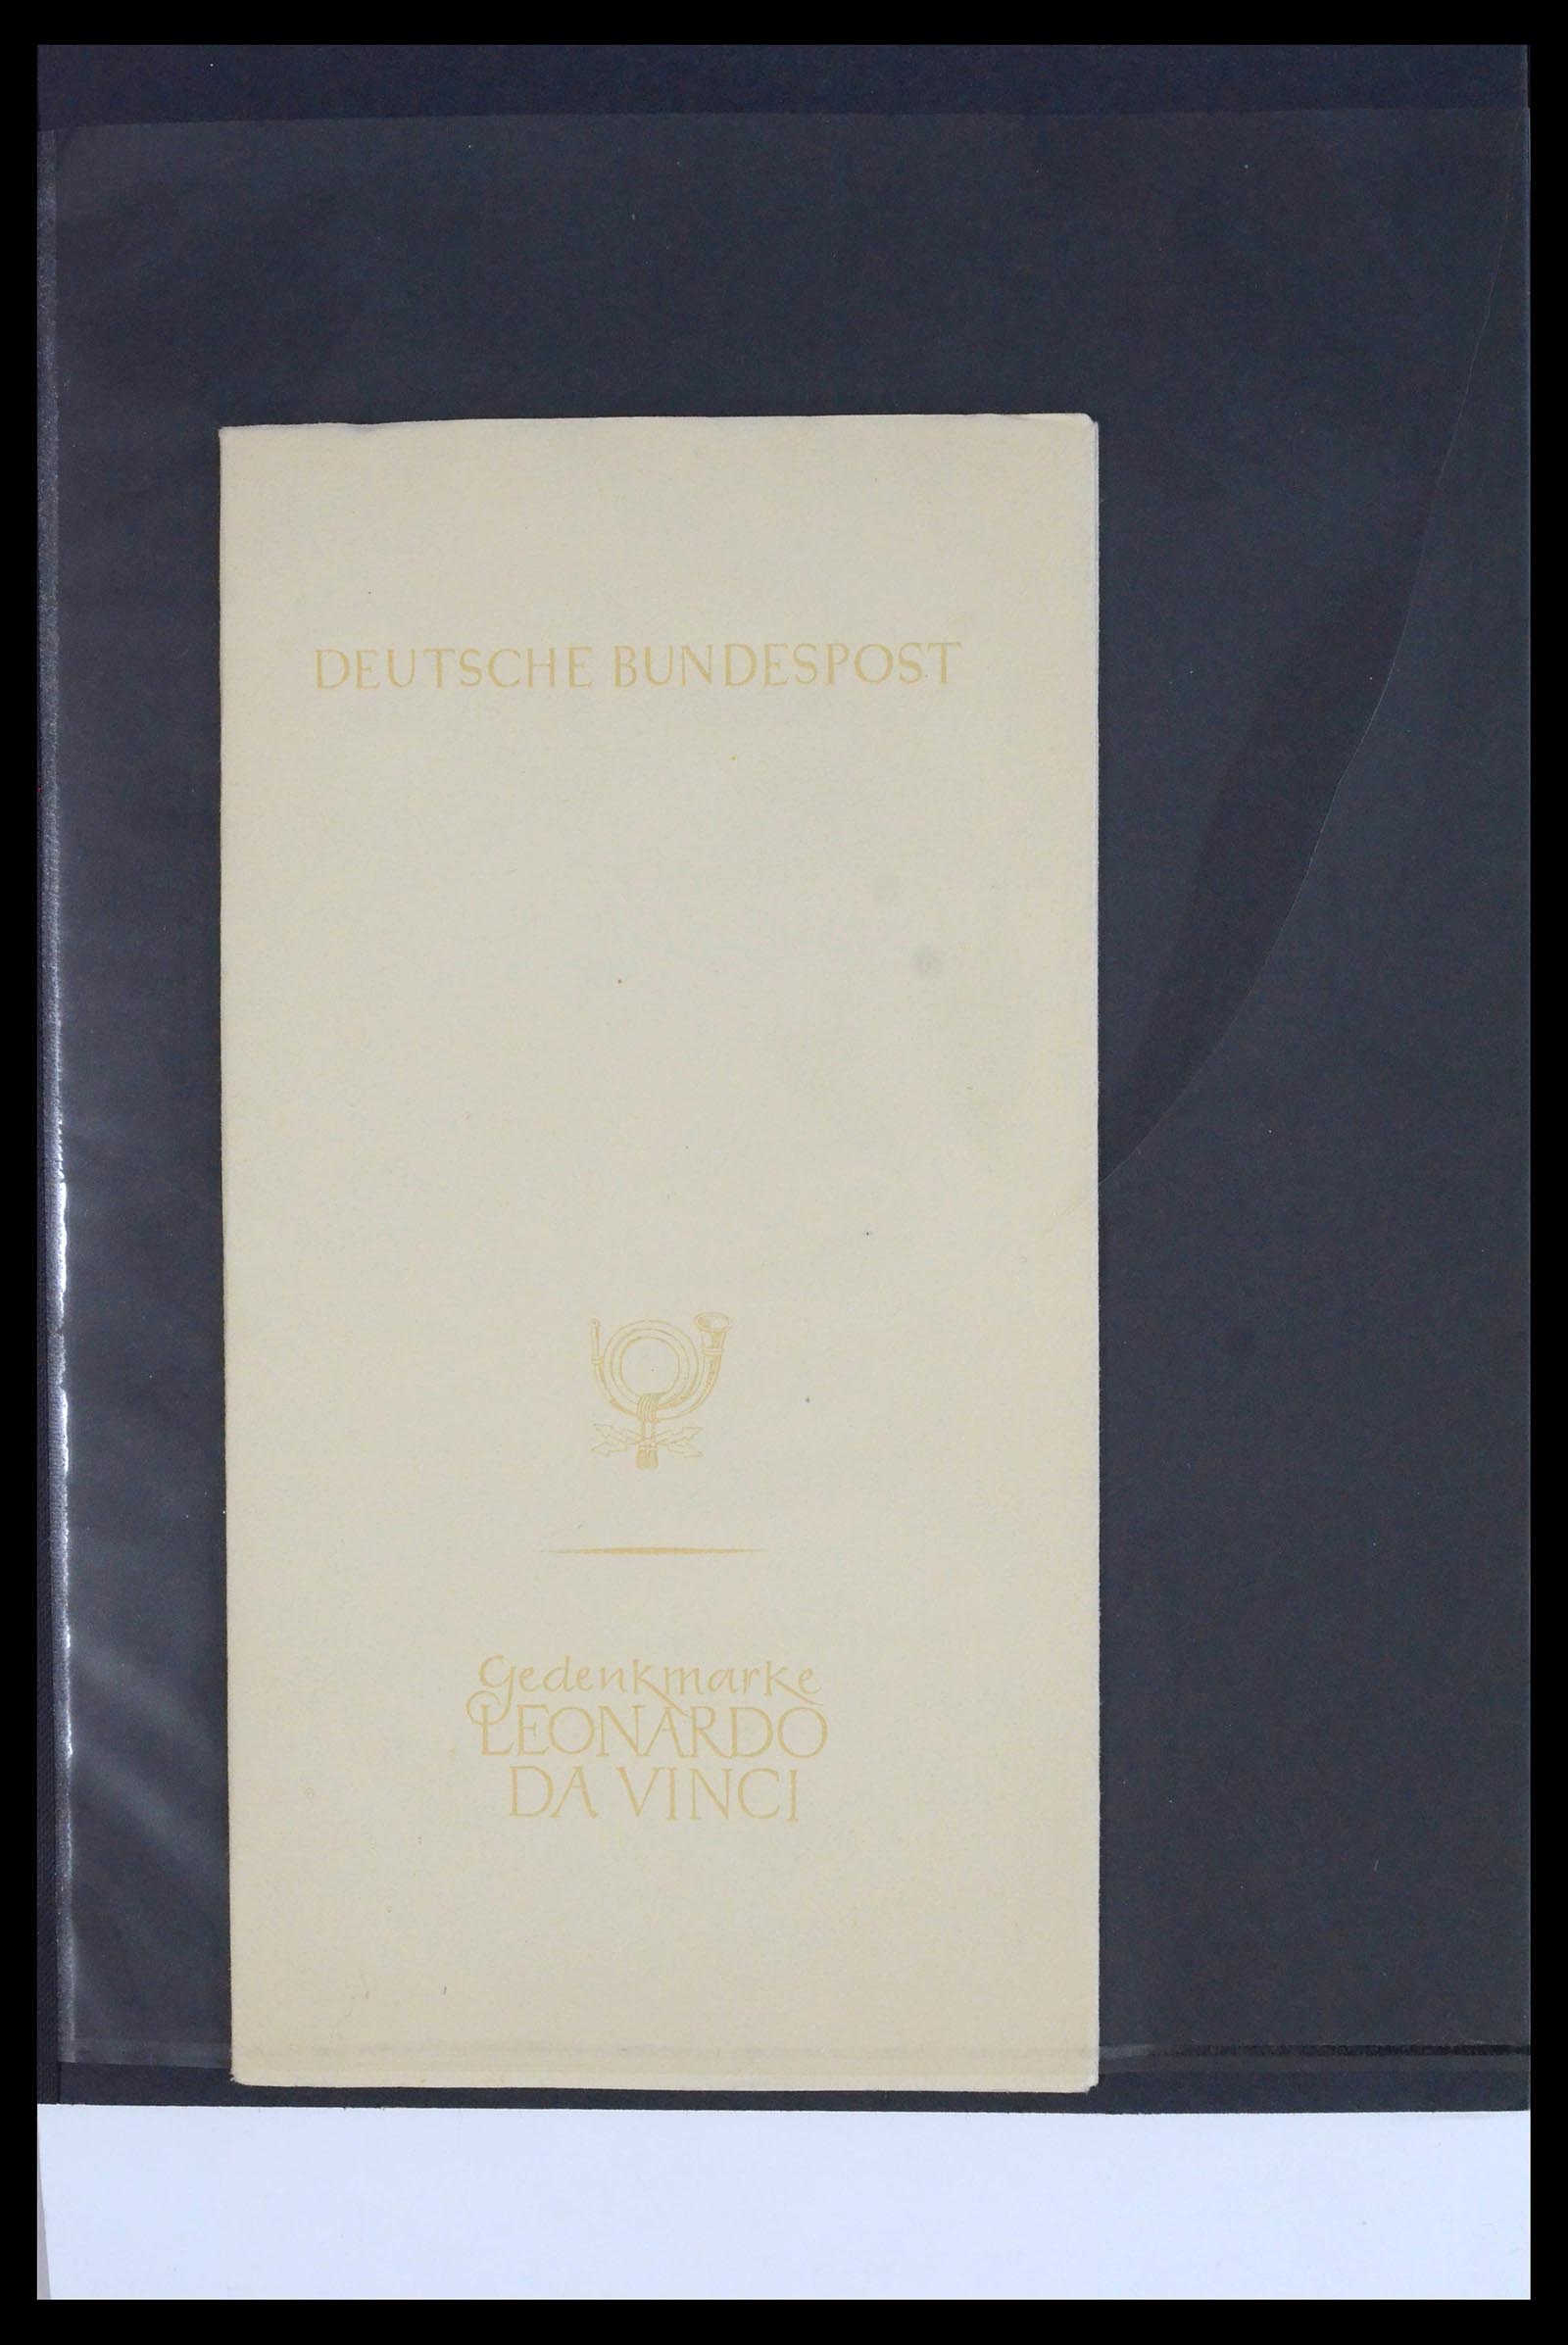 DEUTSCHE BUNDESPOST
Gedenkmarke
LEONARDO
DA VINCI